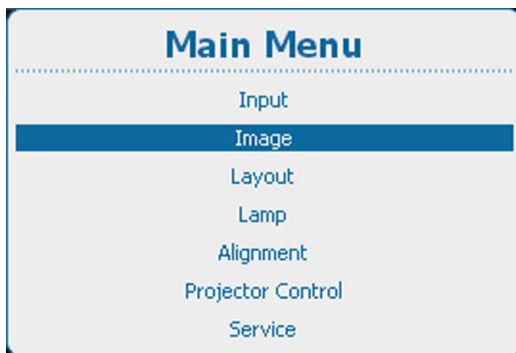 Main Menu
Input
Image
Layout
Lamp
Alignment
Projector Control
Service